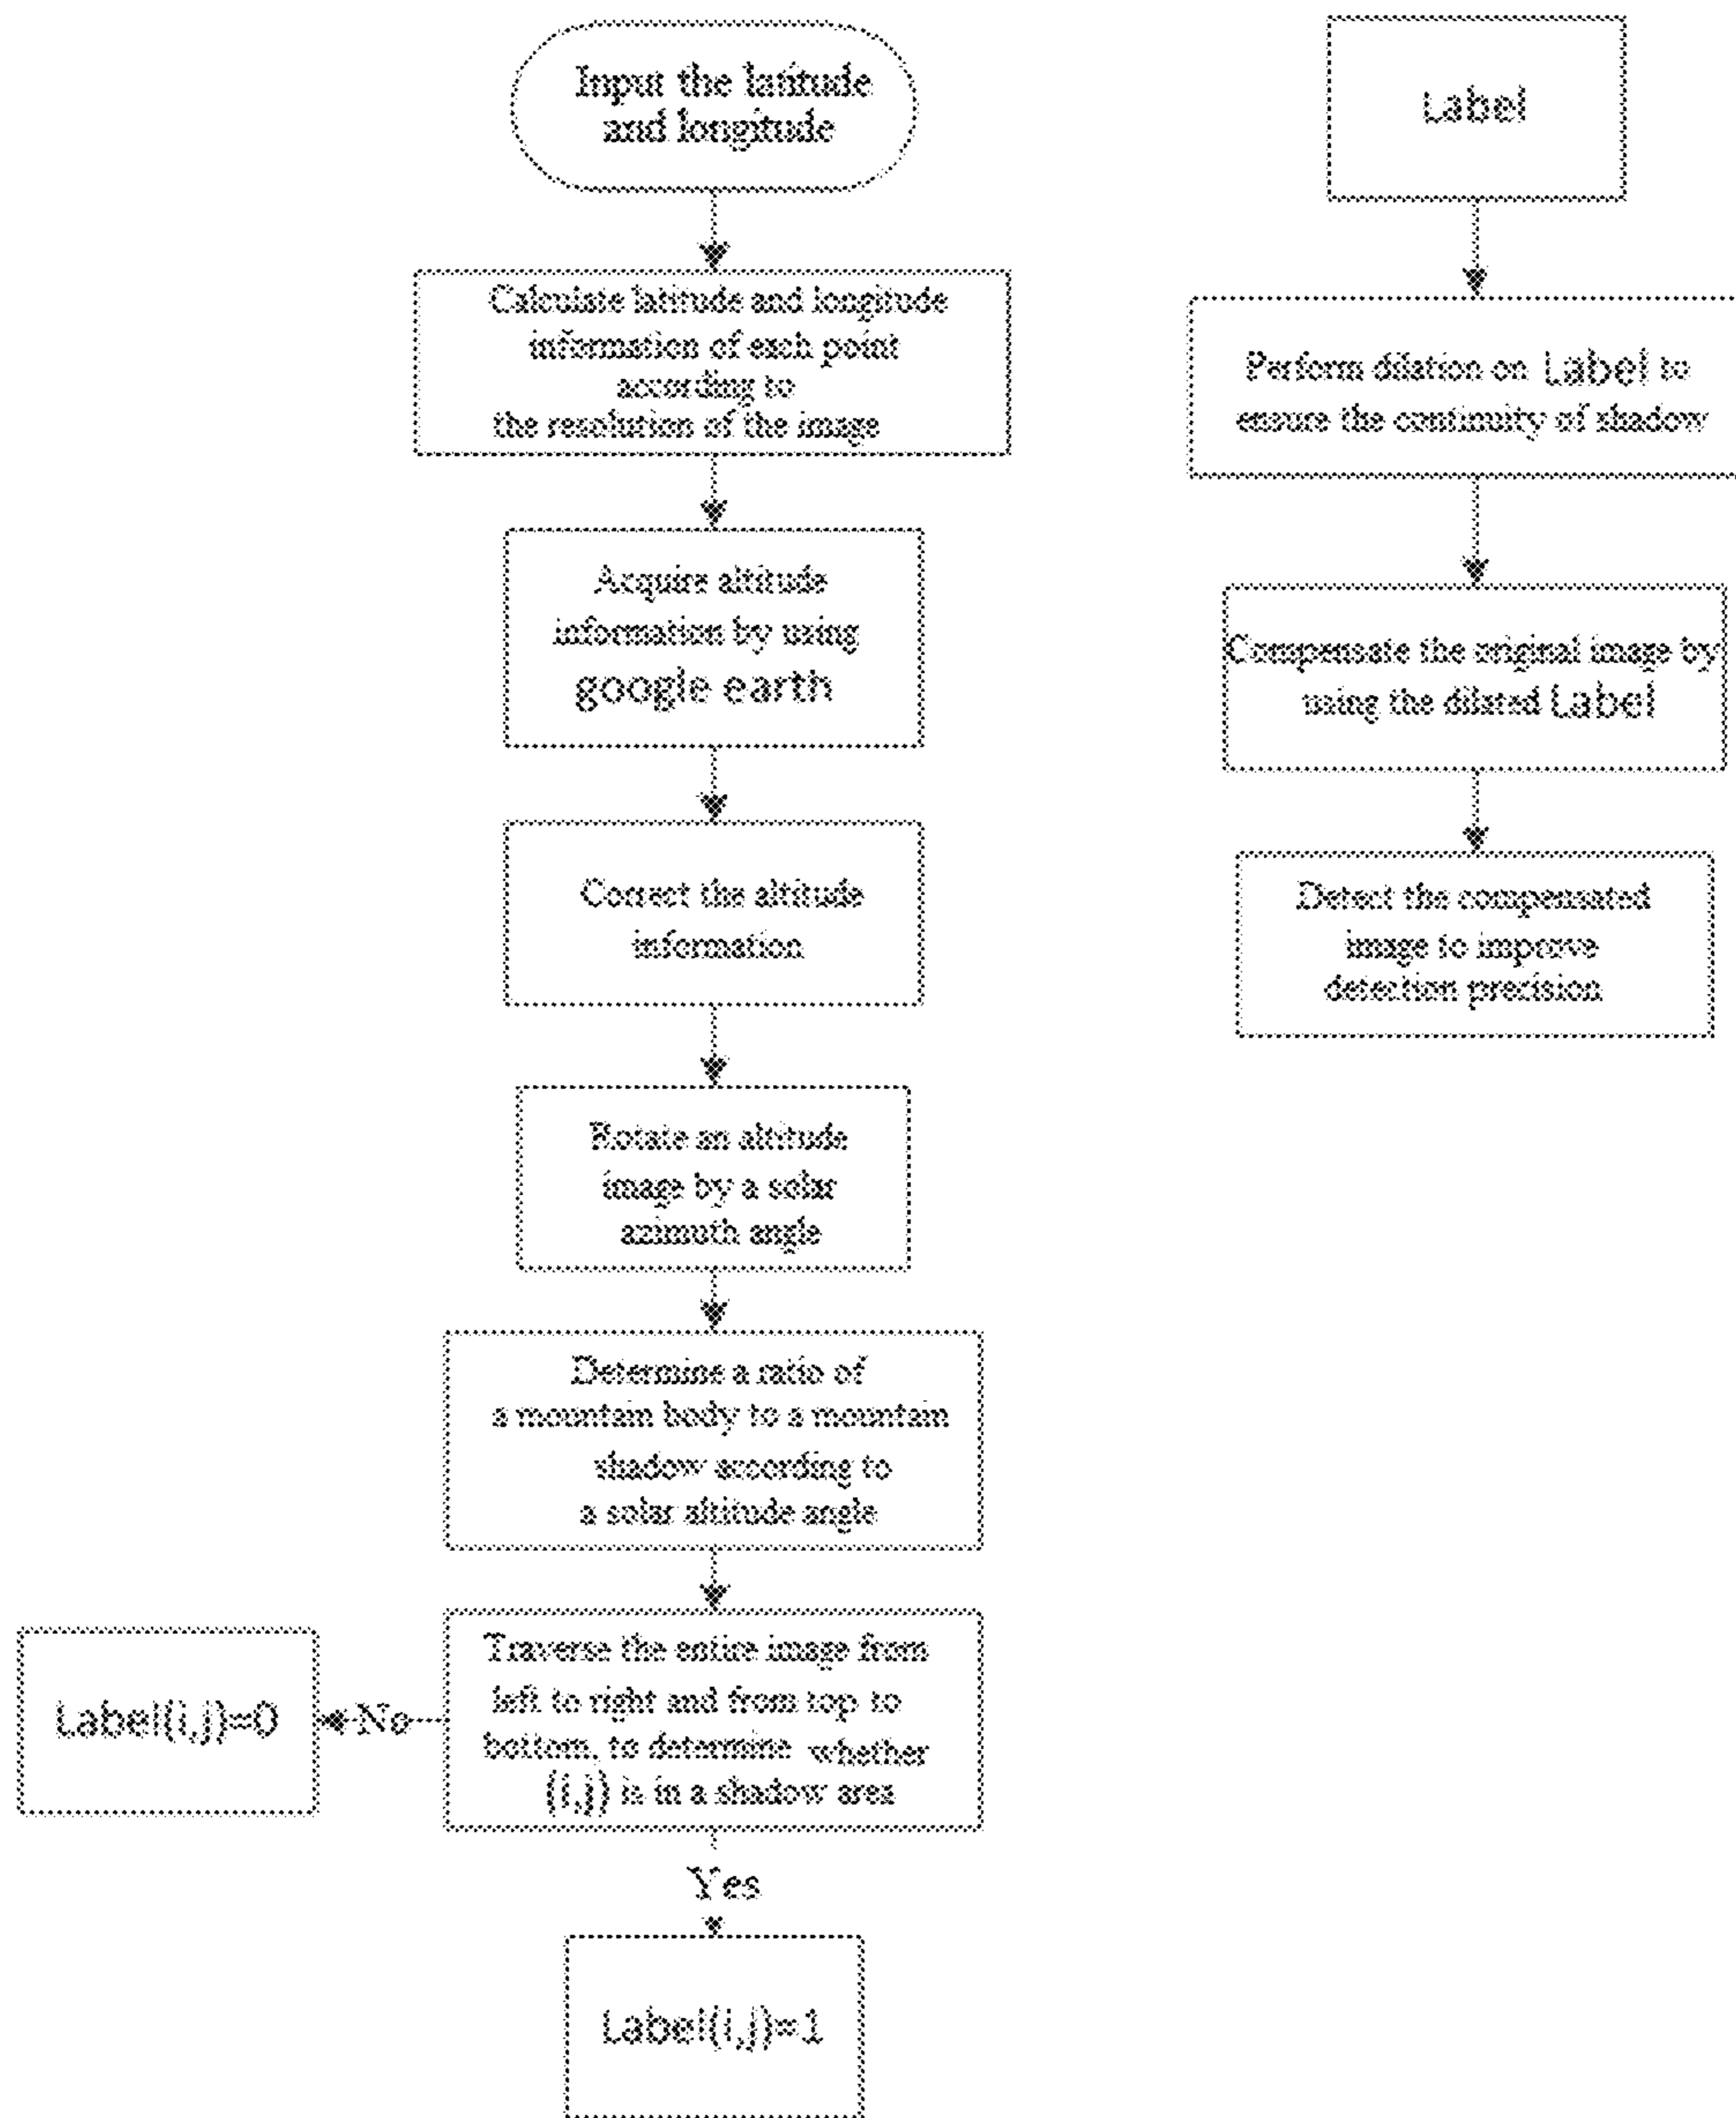 Input the latitude
and longitude
Calculate latitude and longitude
information of each point
according to
the resolution of the image
Acquire altitude
information by using
google earth
Correct the altitude
information
Rotate an altitude
image by a solar
azimuth angle
Determine a ratio of
a mountain body to a mountain
shadow according to
a solar altitude angle
Traverse the entire image from
left to right and from top to
bottom, to determine whether
(i,j) is in a shadow area
No
Label(i,j)=0
Yes
Label(i,j)=1
Label
Perform dilation on Label to
ensure the continuity of shadow
Compensate the original image by
using the dilated Label
Detect the compensated
image to improve
detection precision